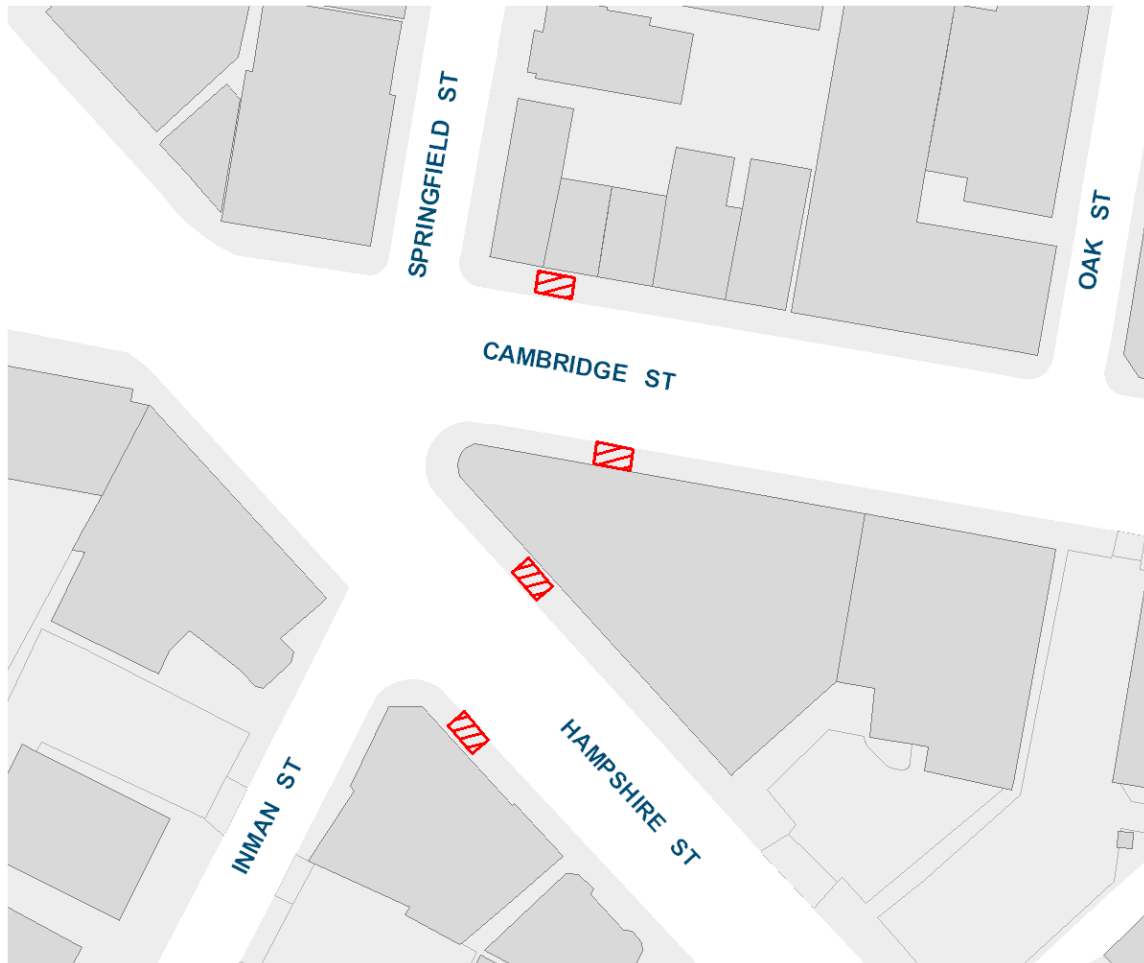 SPRINGFIELD ST
OAK ST
CAMBRIDGE ST
HAMPSHIRE ST
INMAN ST